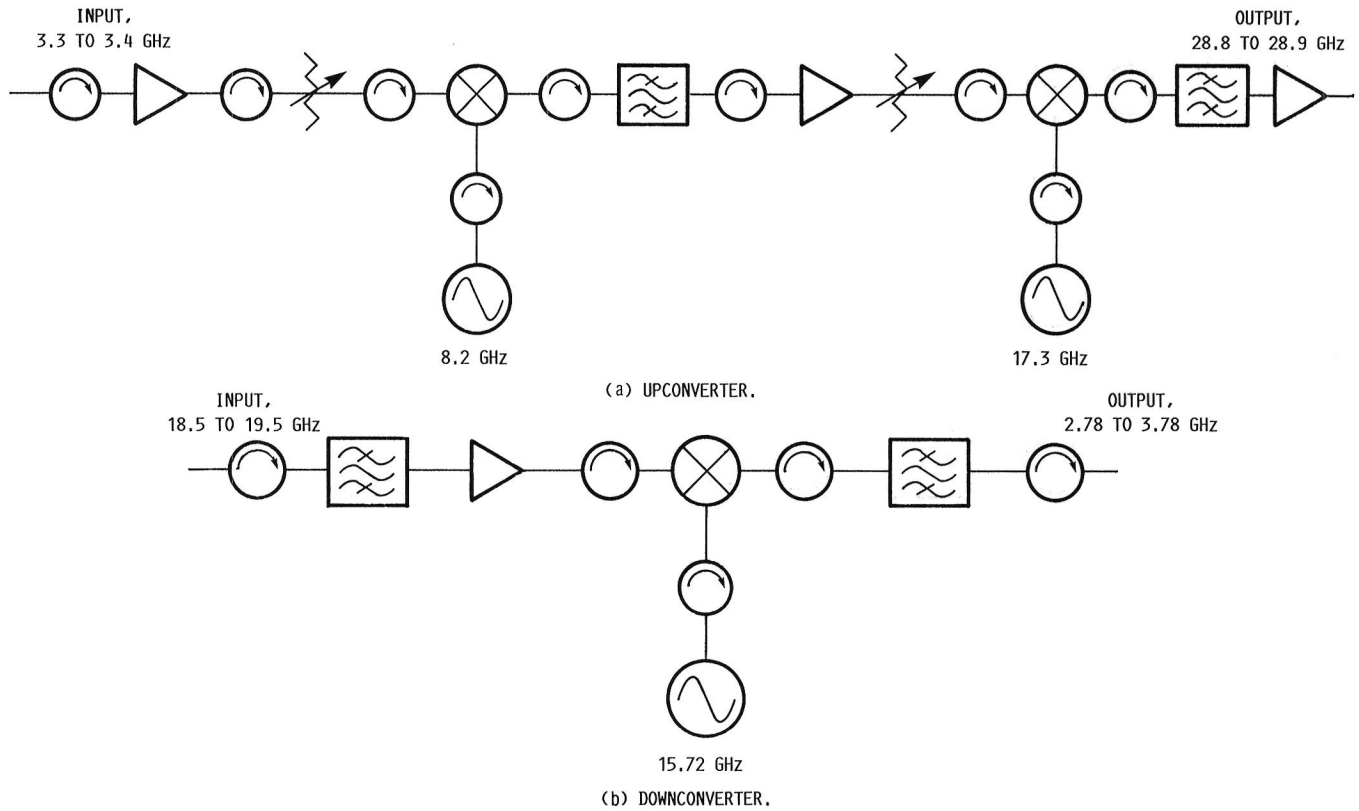 INPUT,
3.3 TO 3.4 GHz
OUTPUT,
28.8 TO 28.9 GHz
8.2 GHz
17.3 GHz
(a) UPCONVERTER.
INPUT,
18.5 TO 19.5 GHz
OUTPUT,
2.78 TO 3.78 GHz
15.72 GHz
(b) DOWNCONVERTER.